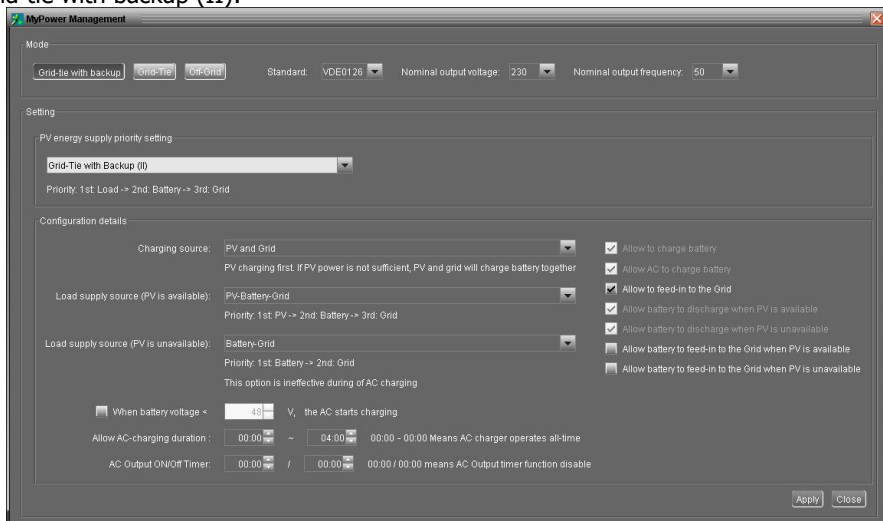 d tie with backup (II).
MyPower Management
Mode
Grid-tie with backup Grid-Tie Off-Grid Standard: VDE0126 Nominal output voltage: 230 Nominal output frequency: 50
Setting
PV energy supply priority setting
Grid-Tie with Backup (II)
Priority: 1st: Load -> 2nd: Battery -> 3rd: Grid
Configuration details
Charging source: PV and Grid
PV charging first. If PV power is not sufficient, PV and grid will charge battery together
Load supply source (PV is available): PV-Battery-Grid
Priority: 1st: PV -> 2nd: Battery -> 3rd: Grid
Load supply source (PV is unavailable): Battery-Grid
Priority: 1st: Battery -> 2nd: Grid
This option is ineffective during of AC charging
Allow to charge battery
Allow AC to charge battery
Allow to feed-in to the Grid
Allow battery to discharge when PV is available
Allow battery to discharge when PV is unavailable
Allow battery to feed-in to the Grid when PV is available
Allow battery to feed-in to the Grid when PV is unavailable
When battery voltage < 48 V, the AC starts charging
Allow AC-charging duration : 00:00 ~ 04:00 00:00 - 00:00 Means AC charger operates all-time
AC Output ON/Off Timer: 00:00 / 00:00 00:00 / 00:00 means AC Output timer function disable
Apply Close